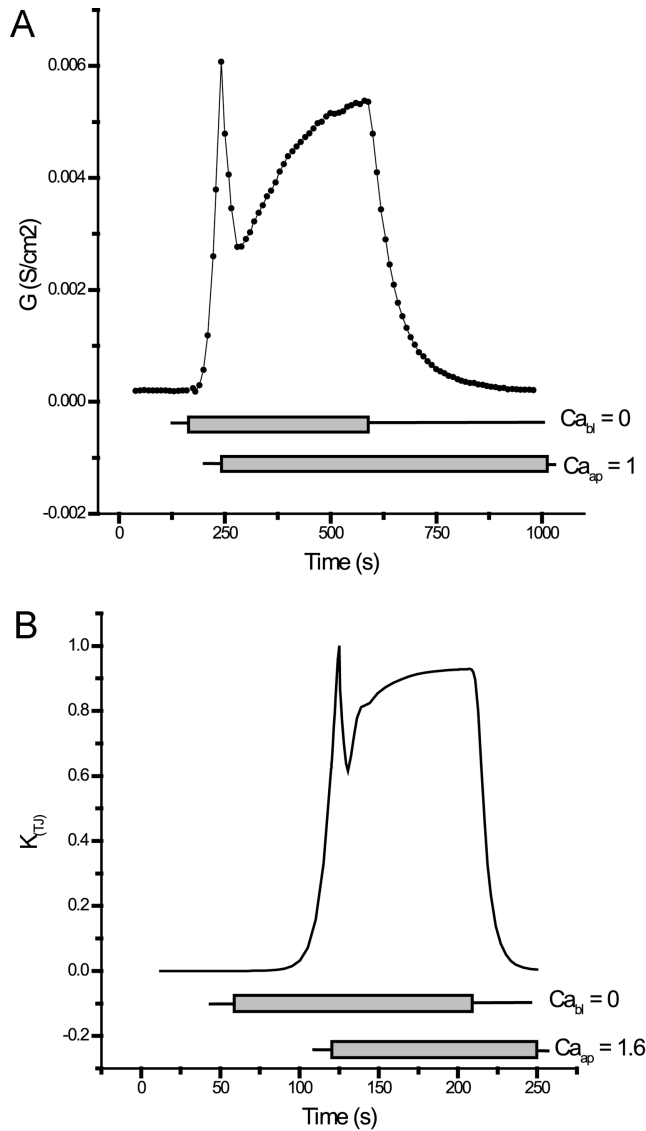 A
G (S/cm2)
0.006
0.004
0.002
0.000
-0.002
Ca_bl = 0
Ca_ap = 1
0 250 500 750 1000
Time (s)
B
K_(TJ)
1.0
0.8
0.6
0.4
0.2
0.0
-0.2
Ca_bl = 0
Ca_ap = 1.6
0 50 100 150 200 250
Time (s)